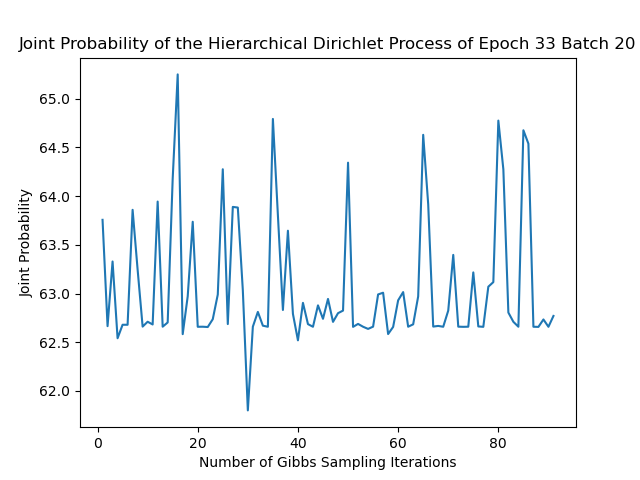 Joint Probability of the Hierarchical Dirichlet Process of Epoch 33 Batch 20
65.0
64.5
64.0
63.5
63.0
62.5
62.0
Joint Probability
0 20 40 60 80
Number of Gibbs Sampling Iterations